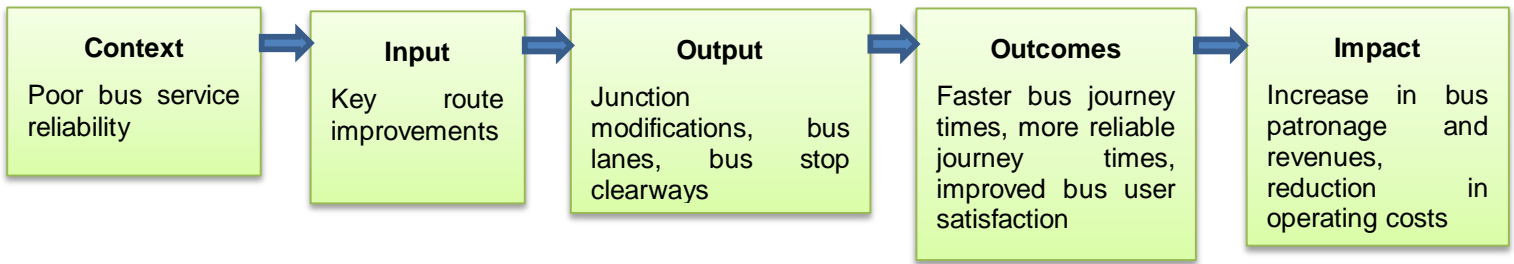 Context
Poor bus service
reliability
Input
Key route
improvements
Output
Junction
modifications, bus
lanes, bus stop
clearways
Outcomes
Faster bus journey
times, more reliable
journey times,
improved bus user
satisfaction
Impact
Increase in bus
patronage and
revenues,
reduction in
operating costs